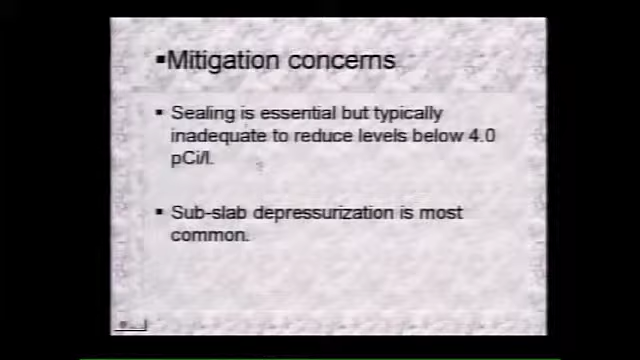 ▪Mitigation concerns
▪ Sealing is essential but typically
inadequate to reduce levels below 4.0
pCi/l.
▪ Sub-slab depressurization is most
common.